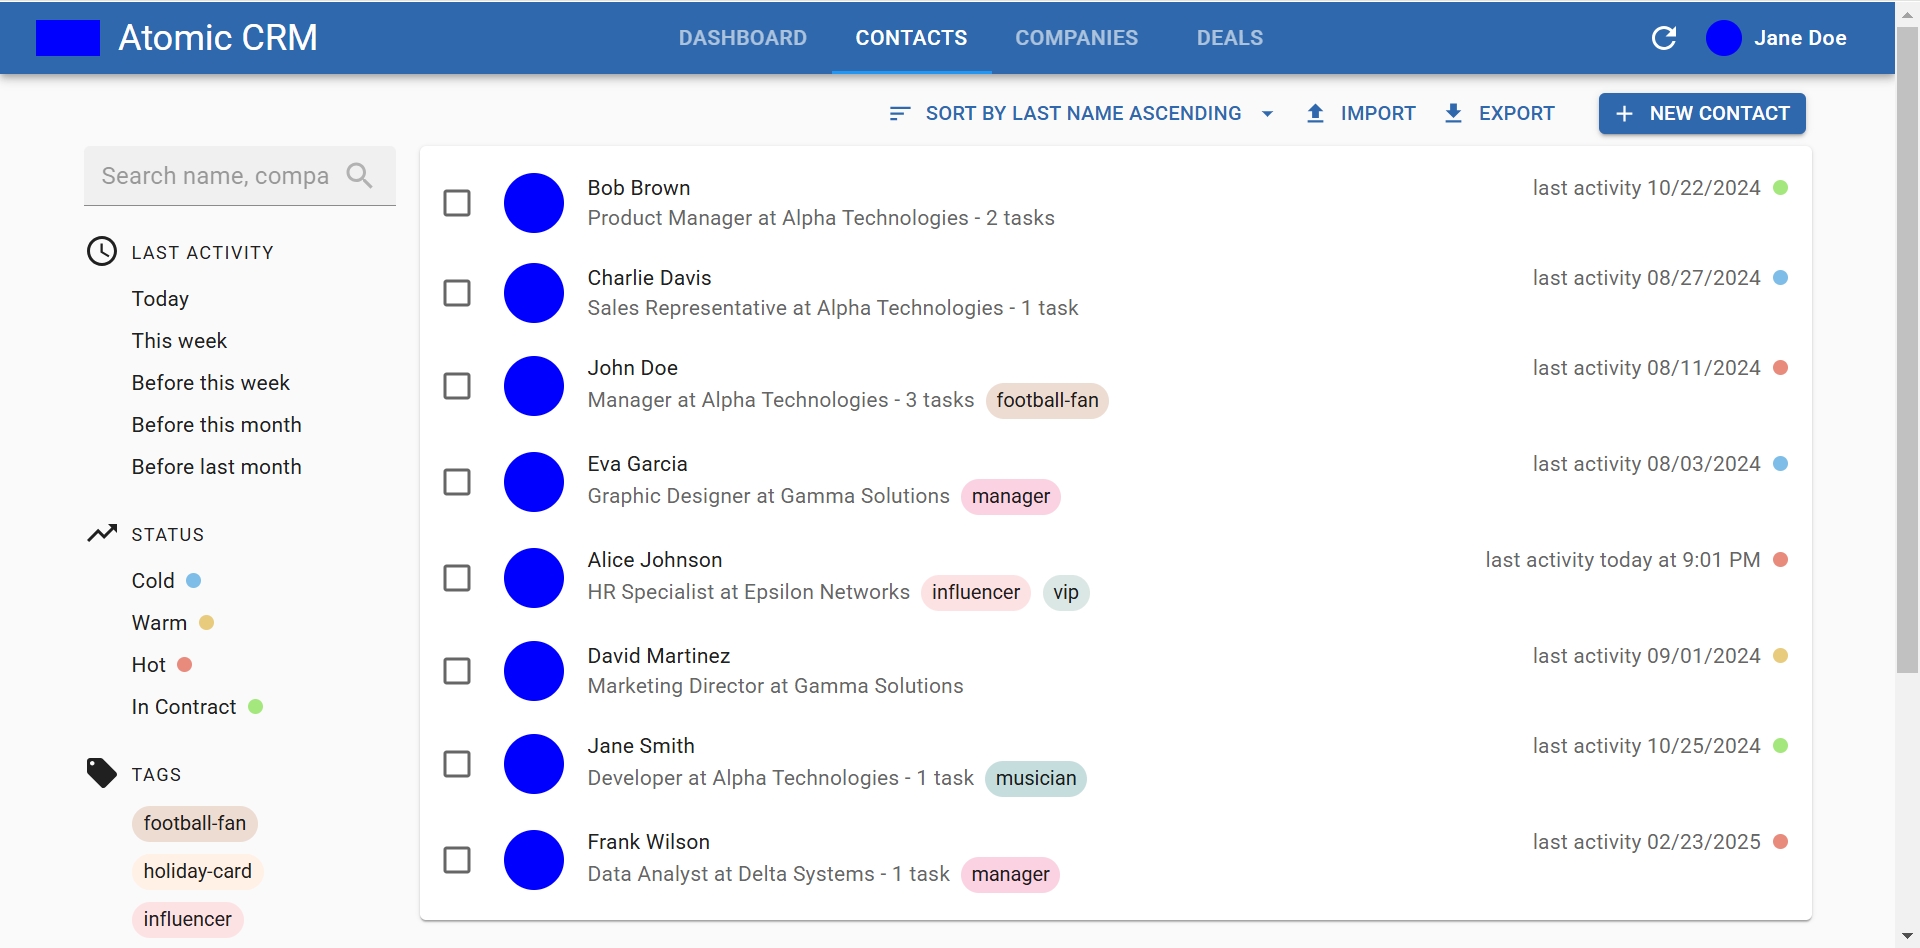 Atomic CRM
DASHBOARD
CONTACTS
COMPANIES
DEALS
Jane Doe
SORT BY LAST NAME ASCENDING
IMPORT
EXPORT
NEW CONTACT
Search name, compa
LAST ACTIVITY
Today
This week
Before this week
Before this month
Before last month
STATUS
Cold
Warm
Hot
In Contract
TAGS
football-fan
holiday-card
influencer
Bob Brown
Product Manager at Alpha Technologies - 2 tasks
last activity 10/22/2024
Charlie Davis
Sales Representative at Alpha Technologies - 1 task
last activity 08/27/2024
John Doe
Manager at Alpha Technologies - 3 tasks football-fan
last activity 08/11/2024
Eva Garcia
Graphic Designer at Gamma Solutions manager
last activity 08/03/2024
Alice Johnson
HR Specialist at Epsilon Networks influencer vip
last activity today at 9:01 PM
David Martinez
Marketing Director at Gamma Solutions
last activity 09/01/2024
Jane Smith
Developer at Alpha Technologies - 1 task musician
last activity 10/25/2024
Frank Wilson
Data Analyst at Delta Systems - 1 task manager
last activity 02/23/2025